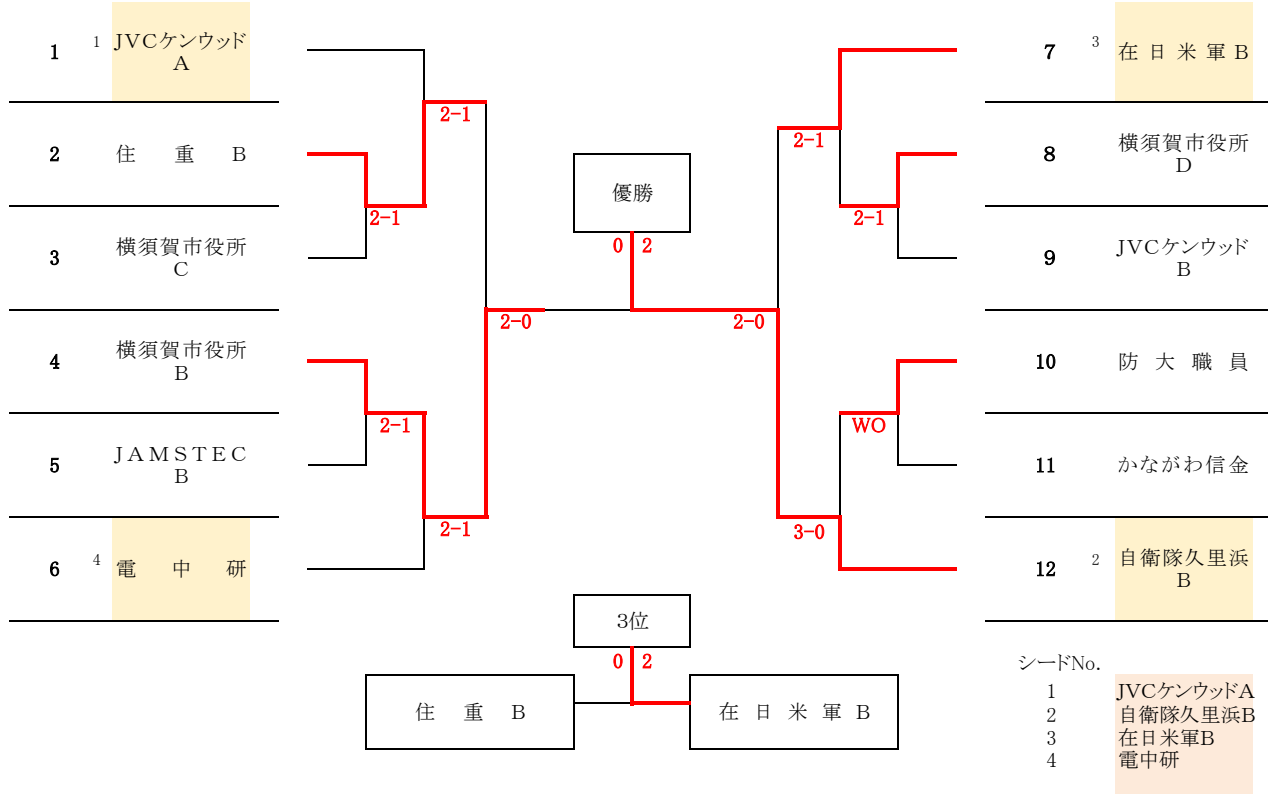 1 1 JVCケンウッド
A
2 住 重 B
3 横須賀市役所
C
4 横須賀市役所
B
5 JAMSTEC
B
6 4 電 中 研
2-1
2-1
2-1
2-1
2-0
優勝
0 2
2-0
2-1
2-1
WO
3-0
7 3 在 日 米 軍 B
8 横須賀市役所
D
9 JVCケンウッド
B
10 防 大 職 員
11 かながわ信金
12 2 自衛隊久里浜
B
3位
0 2
住 重 B
在 日 米 軍 B
シードNo.
1 JVCケンウッドA
2 自衛隊久里浜B
3 在日米軍B
4 電中研